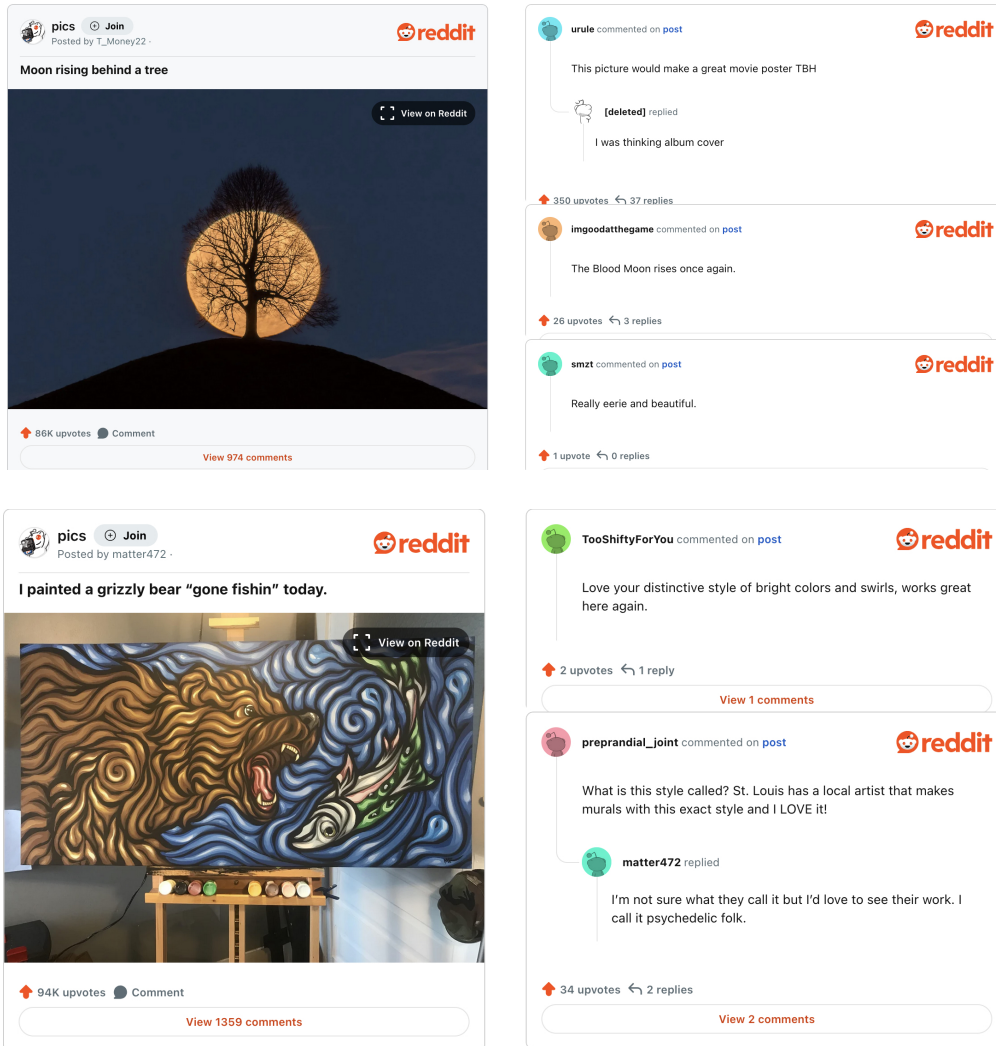 pics Join
Posted by T_Money22 ·
reddit
Moon rising behind a tree
View on Reddit
86K upvotes Comment
View 974 comments
urule commented on post
reddit
This picture would make a great movie poster TBH
[deleted] replied
I was thinking album cover
350 upvotes 37 replies
imgoodatthegame commented on post
reddit
The Blood Moon rises once again.
26 upvotes 3 replies
smzt commented on post
reddit
Really eerie and beautiful.
1 upvote 0 replies
pics Join
Posted by matter472 ·
reddit
I painted a grizzly bear “gone fishin” today.
View on Reddit
94K upvotes Comment
View 1359 comments
TooShiftyForYou commented on post
reddit
Love your distinctive style of bright colors and swirls, works great
here again.
2 upvotes 1 reply
View 1 comments
preprandial_joint commented on post
reddit
What is this style called? St. Louis has a local artist that makes
murals with this exact style and I LOVE it!
matter472 replied
I’m not sure what they call it but I’d love to see their work. I
call it psychedelic folk.
34 upvotes 2 replies
View 2 comments